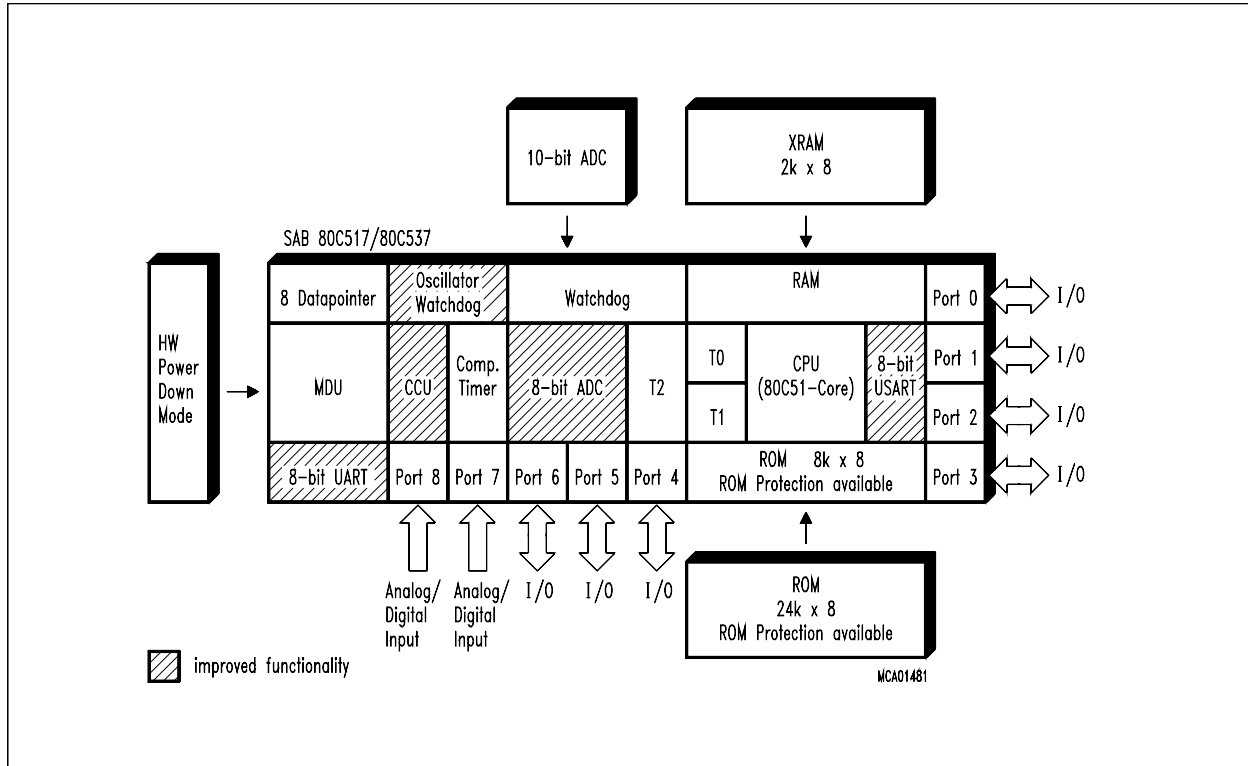 10-bit ADC
XRAM
2k x 8
SAB 80C517/80C537
HW
Power
Down
Mode
8 Datapointer
Oscillator
Watchdog
Watchdog
RAM
Port 0
I/O
MDU
CCU
Comp.
Timer
8-bit ADC
T2
T0
T1
CPU
(80C51-Core)
8-bit
USART
Port 1
I/O
Port 2
I/O
8-bit UART
Port 8
Port 7
Port 6
Port 5
Port 4
ROM 8k x 8
ROM Protection available
Port 3
I/O
Analog/
Digital
Input
Analog/
Digital
Input
I/O
I/O
I/O
ROM
24k x 8
ROM Protection available
improved functionality
MCA01481